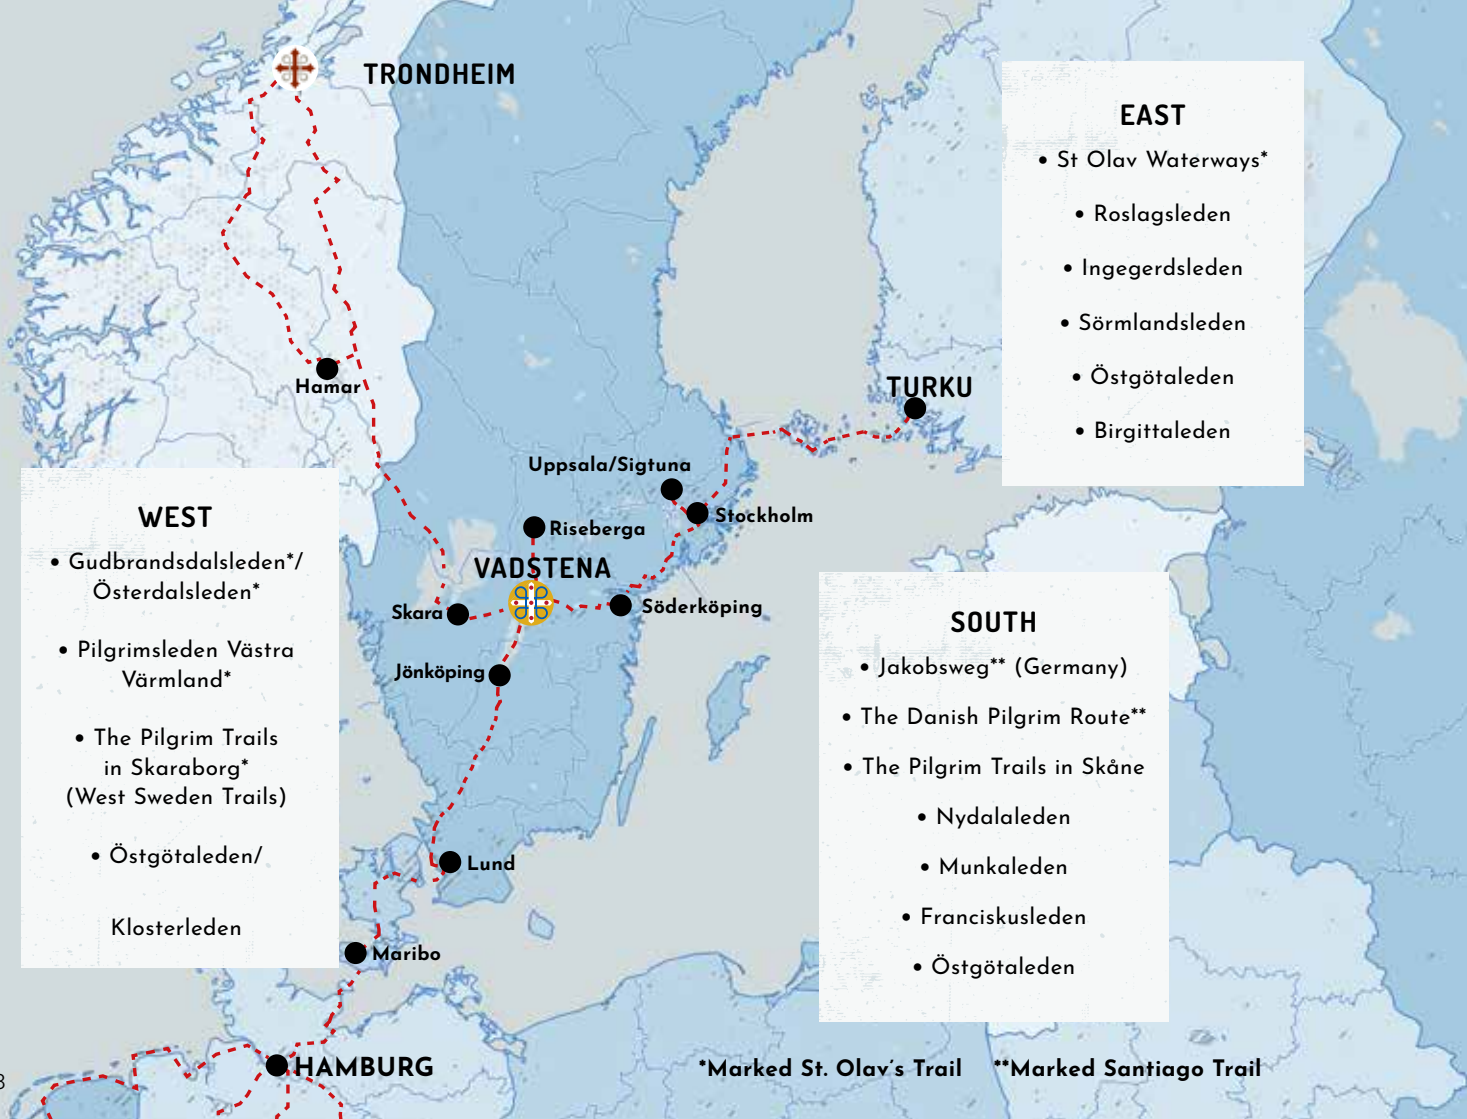 TRONDHEIM
EAST
• St Olav Waterways*
• Roslagsleden
• Ingegerdsleden
• Sörmlandsleden
• Östgötaleden
• Birgittaleden
Hamar
TURKU
Uppsala/Sigtuna
Stockholm
Riseberga
VADSTENA
Skara
Söderköping
Jönköping
Lund
Maribo
HAMBURG
WEST
• Gudbrandsdalsleden*/
Österdalsleden*
• Pilgrimsleden Västra
Värmland*
• The Pilgrim Trails
in Skaraborg*
(West Sweden Trails)
• Östgötaleden/
Klosterleden
SOUTH
• Jakobsweg** (Germany)
• The Danish Pilgrim Route**
• The Pilgrim Trails in Skåne
• Nydalaleden
• Munkaleden
• Franciskusleden
• Östgötaleden
*Marked St. Olav´s Trail **Marked Santiago Trail